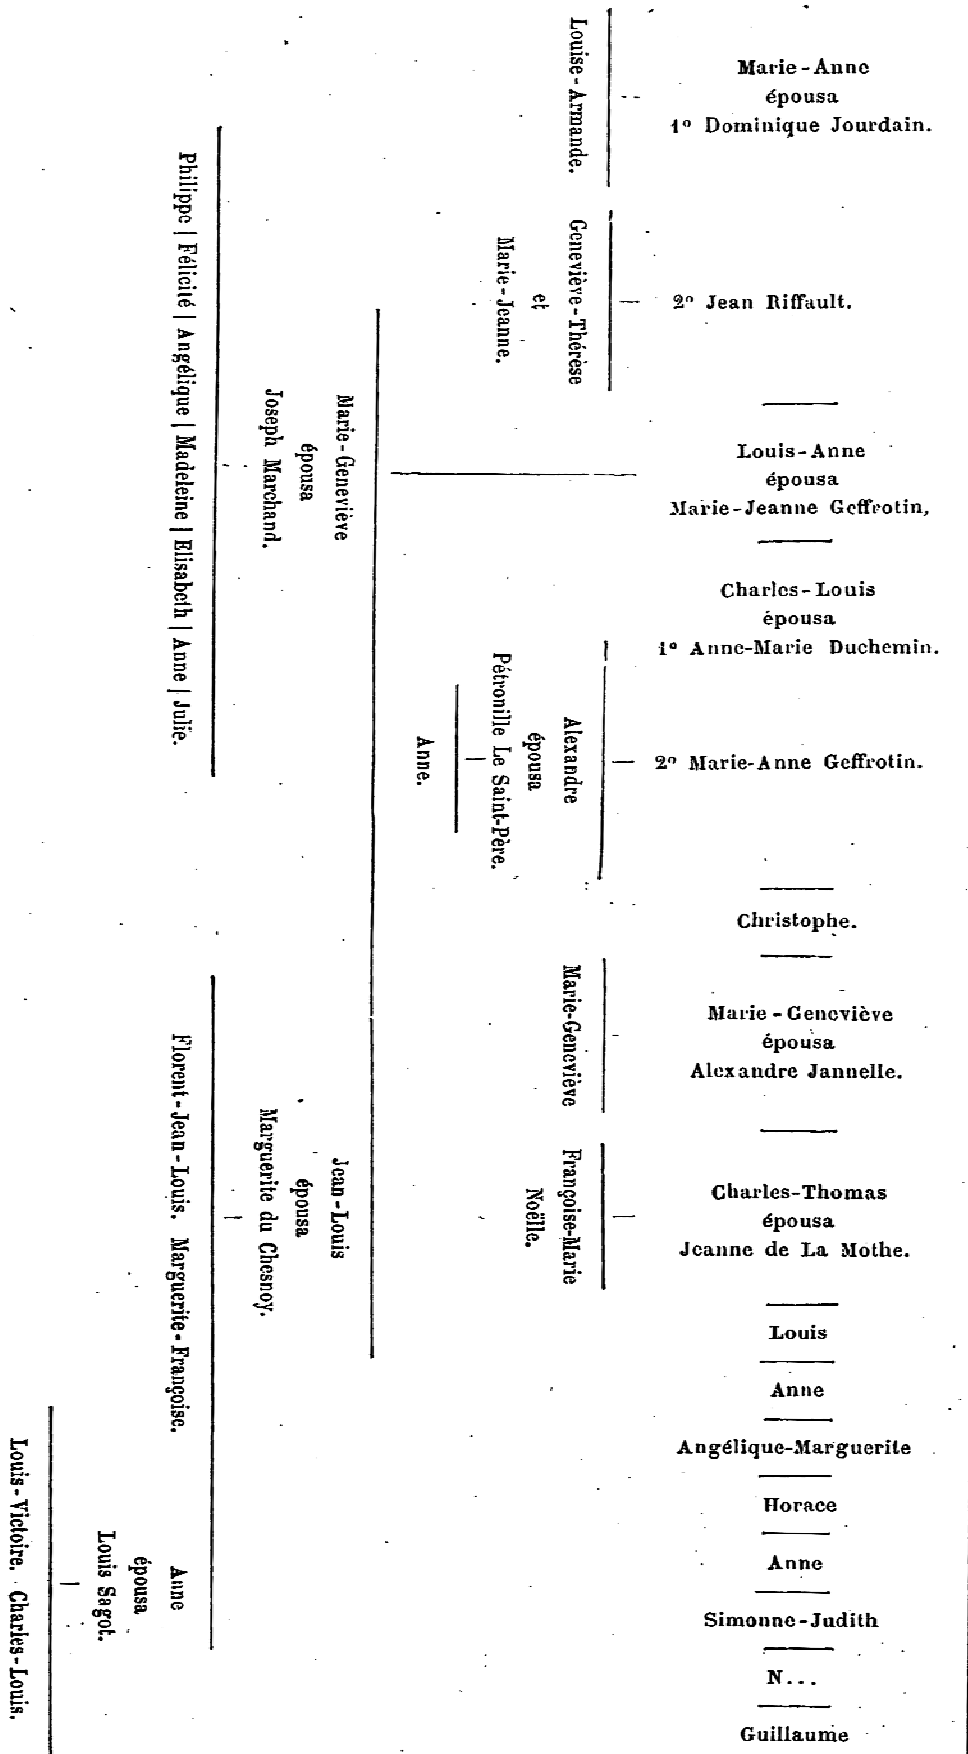 Marie-Anne
épousa
1º Dominique Jourdain.
2º Jean Riffault.
Louis-Anne
épousa
Marie-Jeanne Geffrotin,
Charles-Louis
épousa
1º Anne-Marie Duchemin.
2º Marie-Anne Geffrotin.
Christophe.
Marie-Geneviève
épousa
Alexandre Jannelle.
Charles-Thomas
épousa
Jeanne de La Mothe.
Louis
Anne
Angélique-Marguerite
Horace
Anne
Simonne-Judith
N...
Guillaume
Louise-Armande.
Geneviève-Thérèse
et
Marie-Jeanne.
Alexandre
épousa
Pétronille Le Saint-Père.
Anne.
Marie-Geneviève
Françoise-Marie
Noëlle.
Marie-Geneviève
épousa
Joseph Marchand.
Jean-Louis
épousa
Marguerite du Chesnoy.
Philippe | Félicité | Angélique | Madeleine | Elisabeth | Anne | Julie.
Florent-Jean-Louis. Marguerite-Françoise.
Anne
épousa
Louis Sagot.
Louis-Victoire. Charles-Louis.